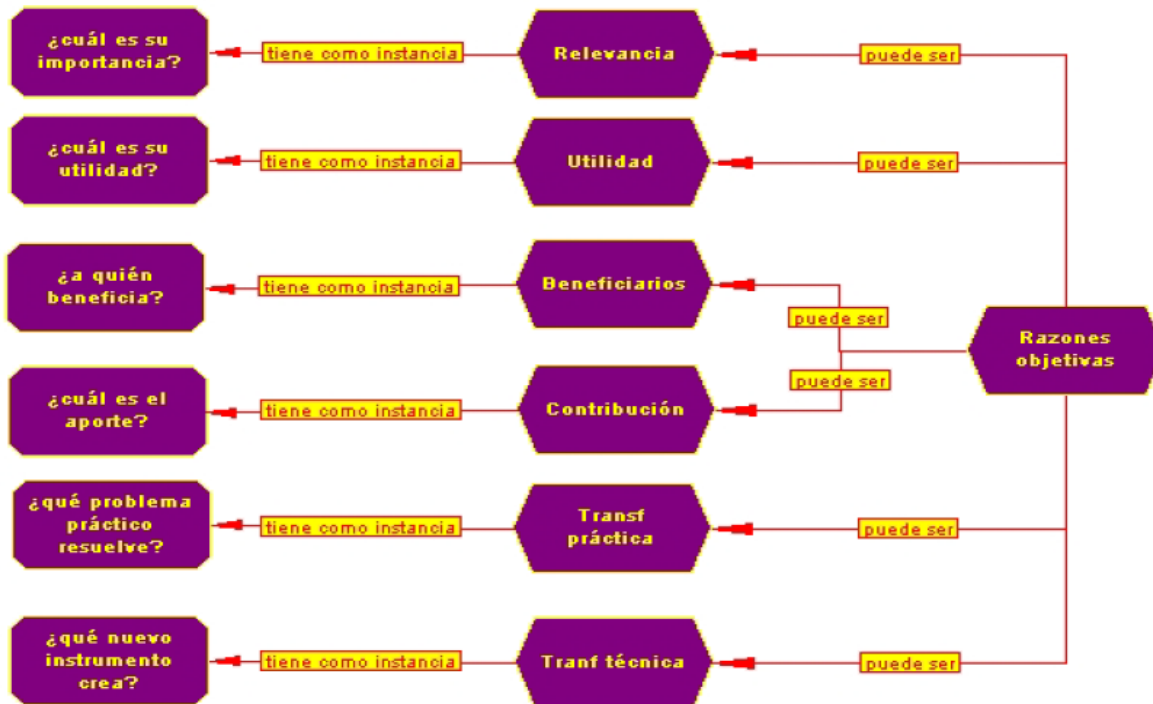 ¿cuál es su
importancia?
tiene como instancia
Relevancia
puede ser
¿cuál es su
utilidad?
tiene como instancia
Utilidad
puede ser
¿a quién
beneficia?
tiene como instancia
Beneficiarios
puede ser
Razones
objetivas
puede ser
¿cuál es el
aporte?
tiene como instancia
Contribución
¿qué problema
práctico
resuelve?
tiene como instancia
Transf
práctica
puede ser
¿qué nuevo
instrumento
crea?
tiene como instancia
Tranf técnica
puede ser